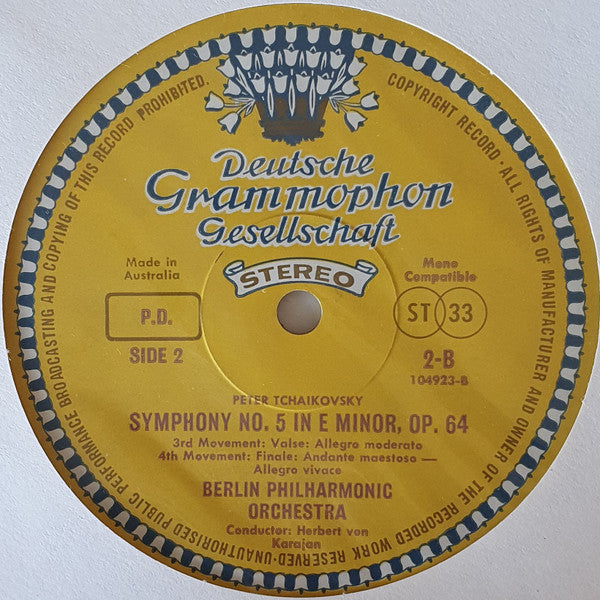 Deutsche
Grammophon
Gesellschaft
STEREO
Made in
Australia
Mono
Compatible
P.D.
ST 33
SIDE 2
2-B
104923-B
PETER TCHAIKOVSKY
SYMPHONY NO. 5 IN E MINOR, OP. 64
3rd Movement: Valse: Allegro moderato
4th Movement: Finale: Andante maestoso —
Allegro vivace
BERLIN PHILHARMONIC
ORCHESTRA
Conductor: Herbert von
Karajan
COPYRIGHT RECORD · ALL RIGHTS OF MANUFACTURER AND OWNER OF THE RECORDED WORK RESERVED · UNAUTHORISED PUBLIC PERFORMANCE BROADCASTING AND COPYING OF THIS RECORD PROHIBITED.